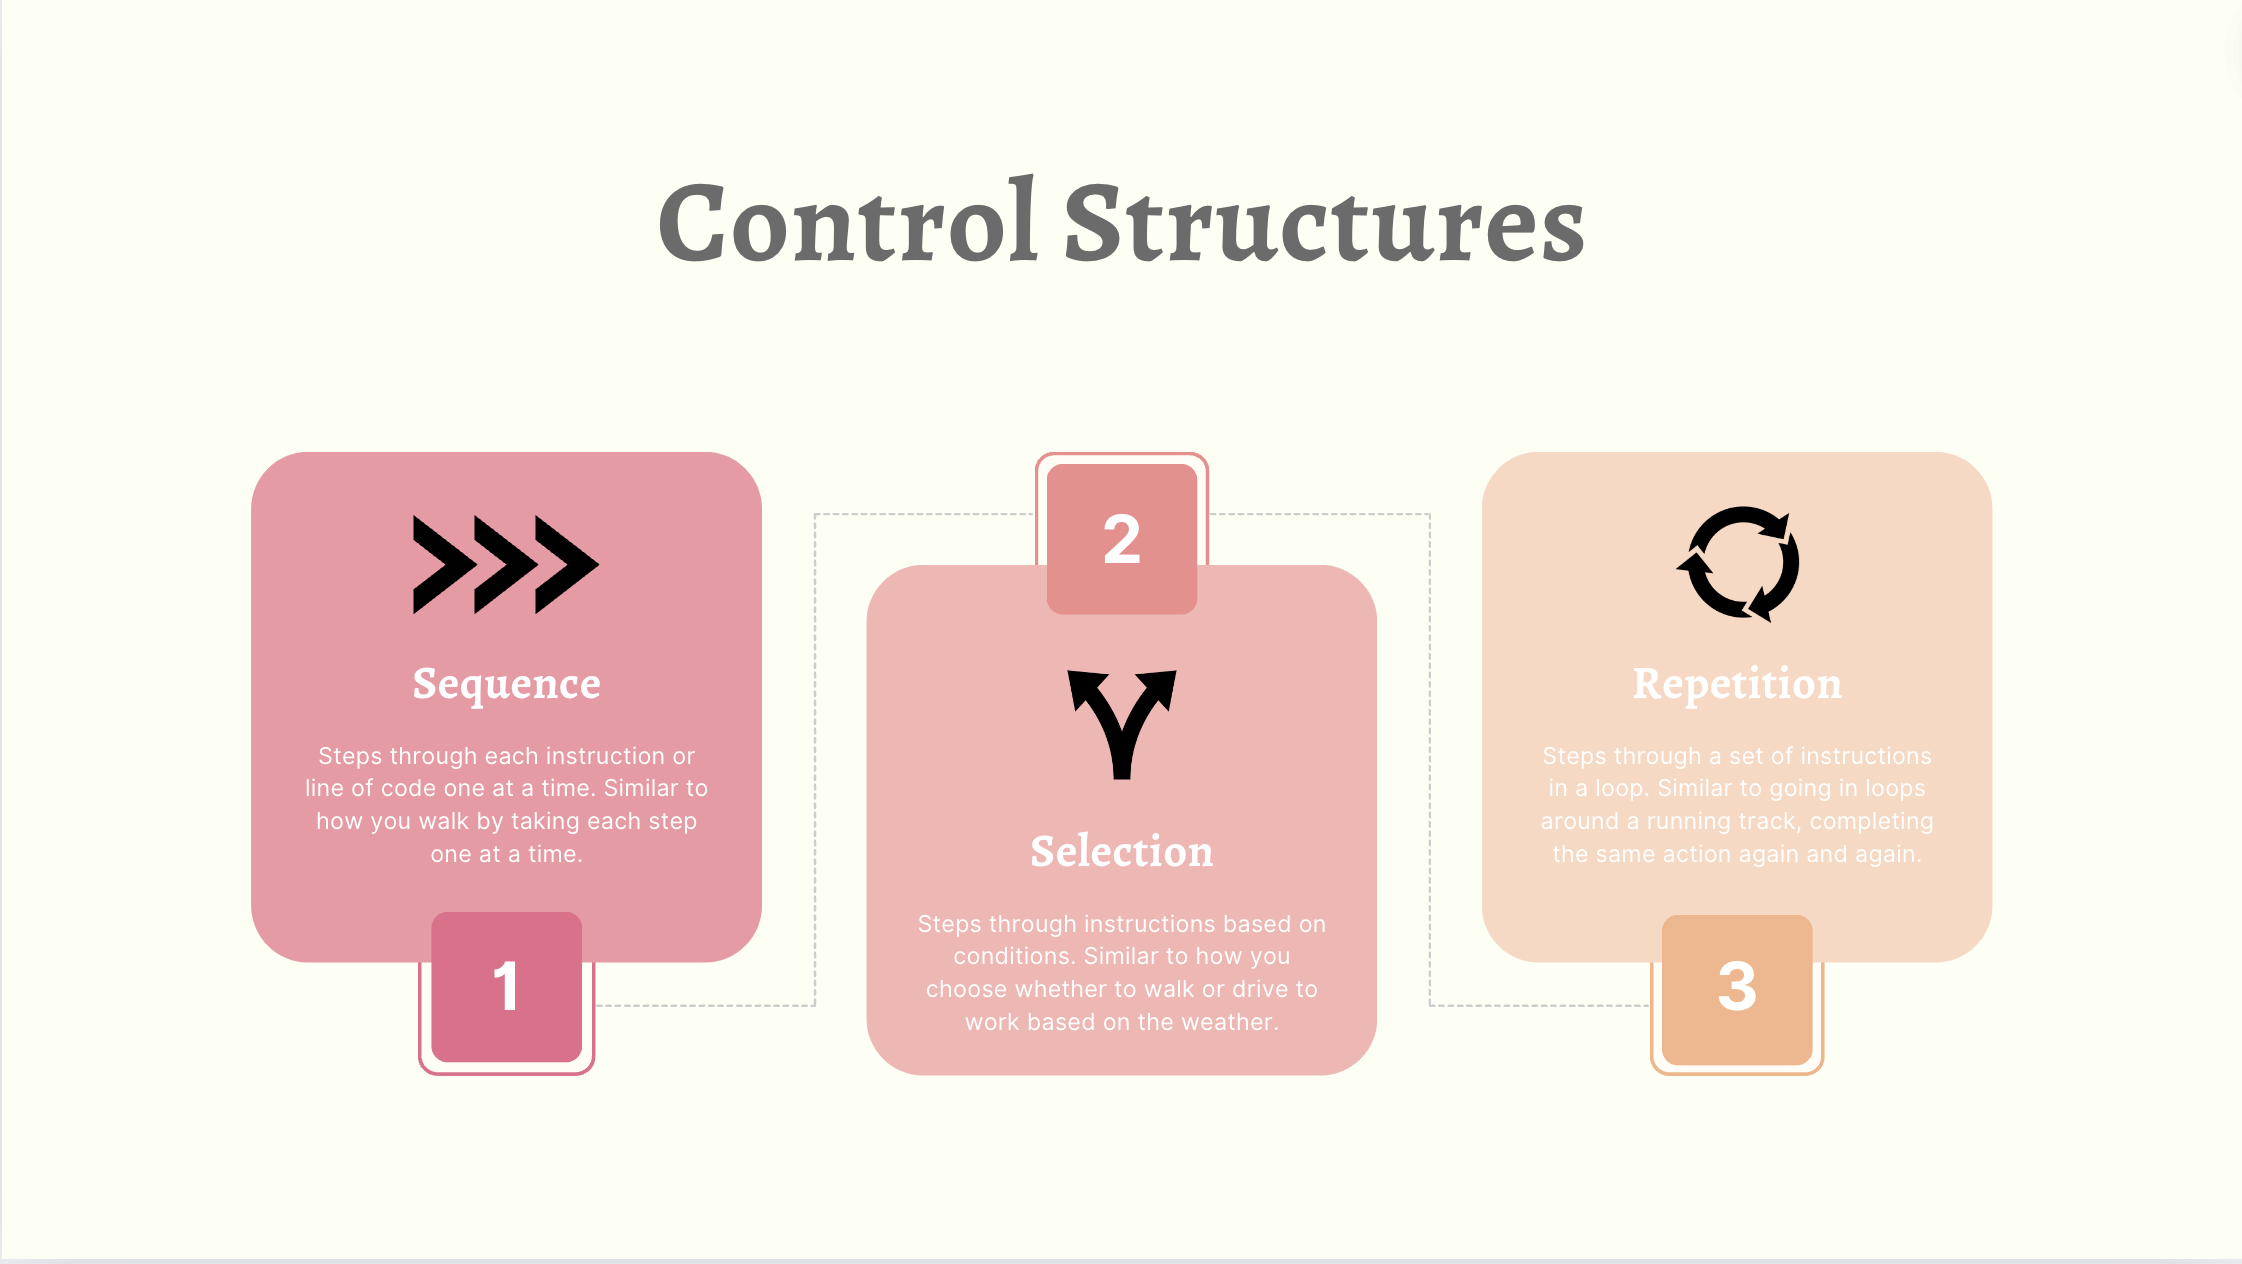 Control Structures
Sequence
Steps through each instruction or
line of code one at a time. Similar to
how you walk by taking each step
one at a time.
1
2
Selection
Steps through instructions based on
conditions. Similar to how you
choose whether to walk or drive to
work based on the weather.
Repetition
Steps through a set of instructions
in a loop. Similar to going in loops
around a running track, completing
the same action again and again.
3